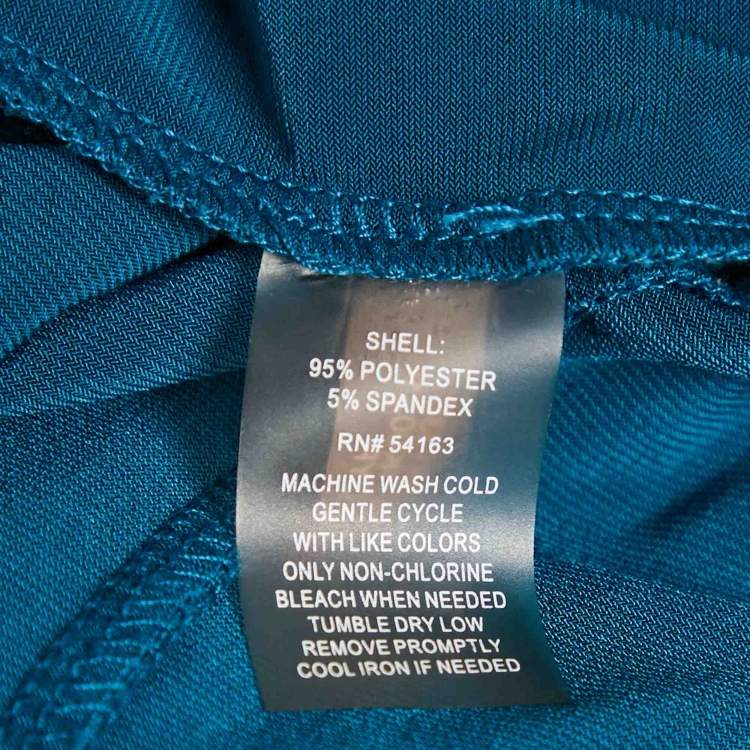 SHELL:
95% POLYESTER
5% SPANDEX
RN# 54163
MACHINE WASH COLD
GENTLE CYCLE
WITH LIKE COLORS
ONLY NON-CHLORINE
BLEACH WHEN NEEDED
TUMBLE DRY LOW
REMOVE PROMPTLY
COOL IRON IF NEEDED